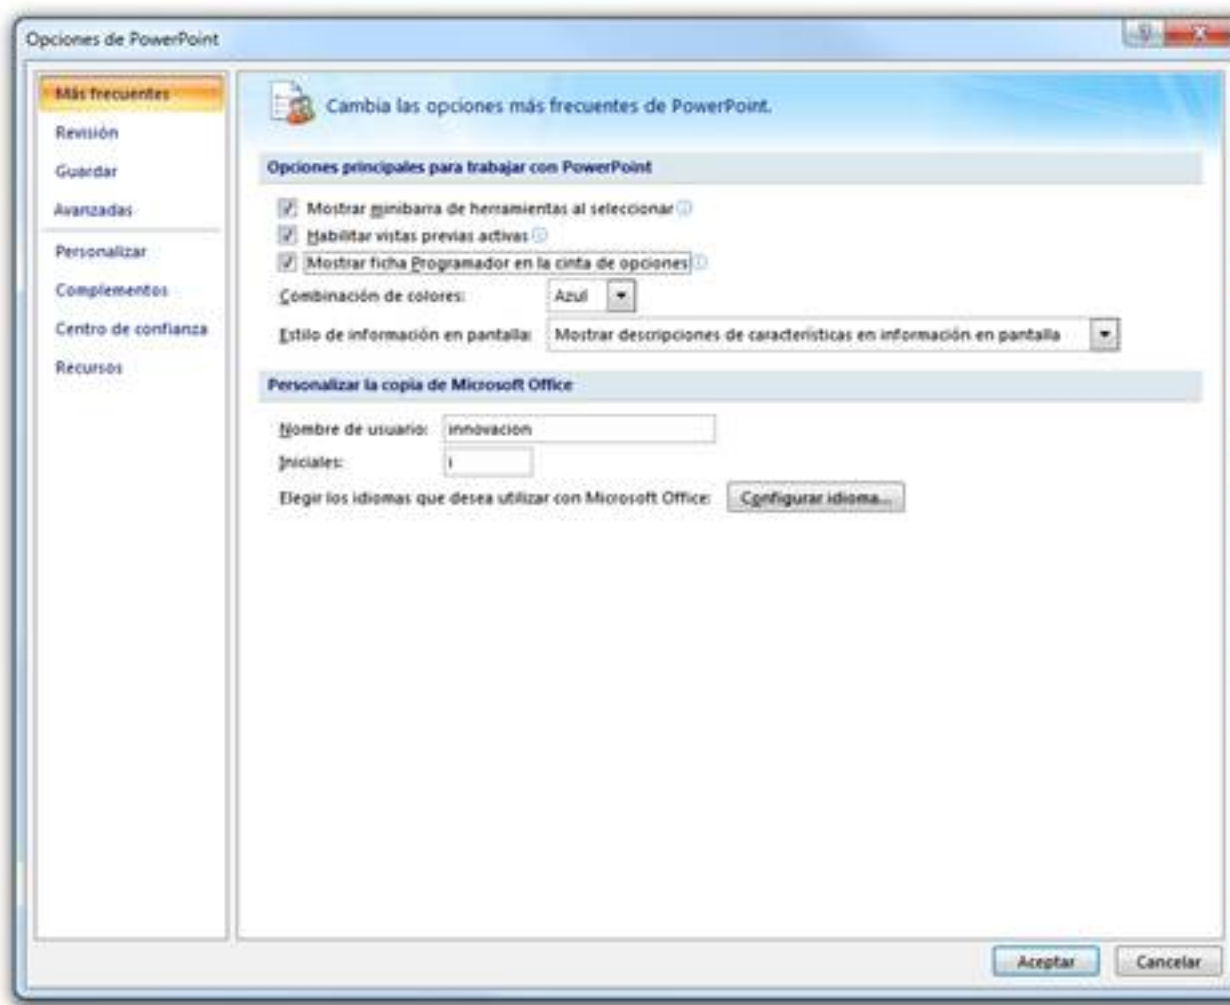 Opciones de PowerPoint
Más frecuentes
Revisión
Guardar
Avanzadas
Personalizar
Complementos
Centro de confianza
Recursos
Cambia las opciones más frecuentes de PowerPoint.
Opciones principales para trabajar con PowerPoint
Mostrar minibarra de herramientas al seleccionar
Habilitar vistas previas activas
Mostrar ficha Programador en la cinta de opciones
Combinación de colores: Azul
Estilo de información en pantalla: Mostrar descripciones de características en información en pantalla
Personalizar la copia de Microsoft Office
Nombre de usuario: innovacion
Iniciales: i
Elegir los idiomas que desea utilizar con Microsoft Office: Configurar idioma...
Aceptar Cancelar